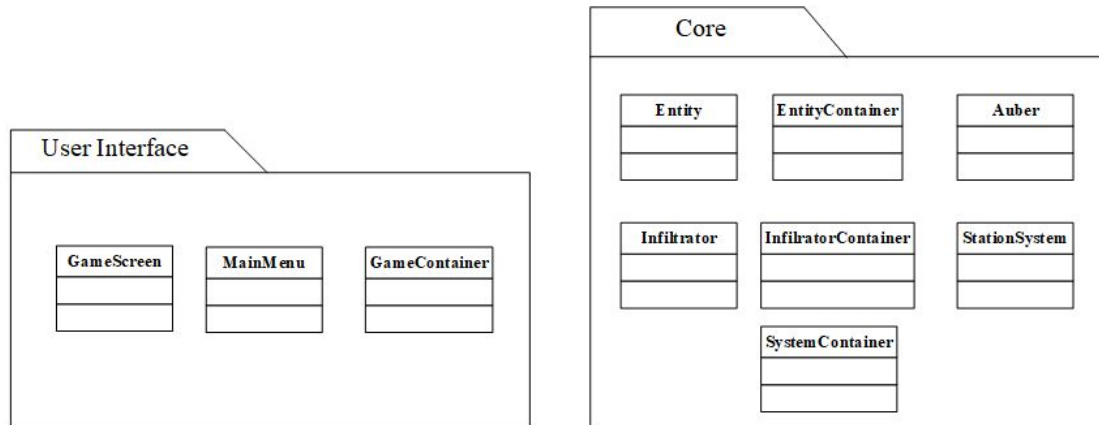 User Interface
GameScreen
MainMenu
GameContainer
Core
Entity
EntityContainer
Auber
Infiltrator
InfilratorContainer
StationSystem
SystemContainer